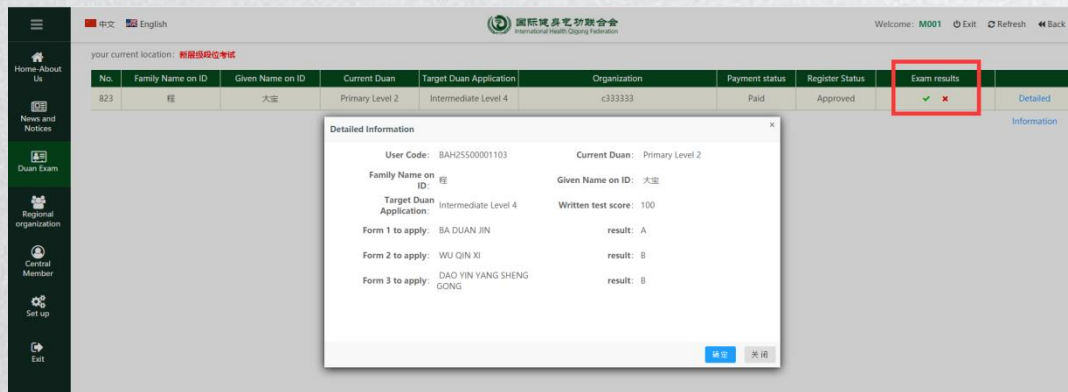 中文 English
国际健身气功联合会
International Health Qigong Federation
Welcome: M001 Exit Refresh Back
Home-About
Us
News and
Notices
Duan Exam
Regional
organization
Central
Member
Set up
Exit
your current location: 新层级段位考试
No. Family Name on ID Given Name on ID Current Duan Target Duan Application Organization Payment status Register Status Exam results
823 程 大宝 Primary Level 2 Intermediate Level 4 c333333 Paid Approved Detailed
Information
Detailed Information ×
User Code: BAH25500001103 Current Duan: Primary Level 2
Family Name on
ID: 程 Given Name on ID: 大宝
Target Duan
Application: Intermediate Level 4 Written test score: 100
Form 1 to apply: BA DUAN JIN result: A
Form 2 to apply: WU QIN XI result: B
Form 3 to apply: DAO YIN YANG SHENG
GONG result: B
确定 关闭